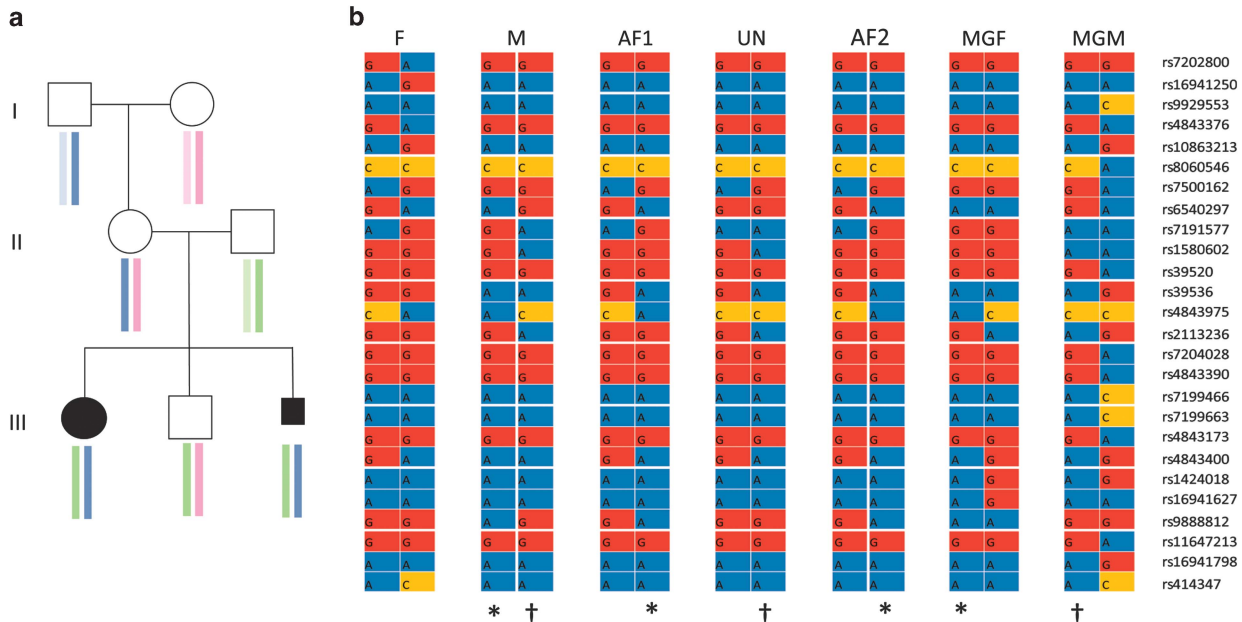 a
I
II
III
b
F M AF1 UN AF2 MGF MGM
G A G G G G G G G G G G G G rs7202800
A G A A A A A A A A A A A A rs16941250
A A A A A A A A A A A A A C rs9929553
G A G G G G G G G G G G G A rs4843376
A G A A A A A A A A A A A G rs10863213
C C C C C C C C C C C C C A rs8060546
A G G G A G A G A G G G G A rs7500162
G A A G G A G G G A A A G A rs6540297
A G G A A G A A A G G G A A rs7191577
G G G A G G G A G G G G A A rs1580602
G G G G G G G G G G G G G A rs39520
G G A A G A G A G A A A A G rs39536
C A A C C A C C C A A C C C rs4843975
G G G A G G G A G G G A A G rs2113236
G G G G G G G G G G G G G A rs7204028
G G G G G G G G G G G G G A rs4843390
A A A A A A A A A A A A A C rs7199466
A A A A A A A A A A A A A C rs7199663
G G G G G G G G G G G G G A rs4843173
G A A A G A G A G A A G A A rs4843400
A A A A A A A A A A A G A G rs1424018
A A A A A A A A A A A G A A rs16941627
G G A G G A G G G A A A G G rs9888812
G G G G G G G G G G G G G A rs11647213
A A A A A A A A A A A A A G rs16941798
A C A A A A A A A A A A A C rs414347
* † * † * * †